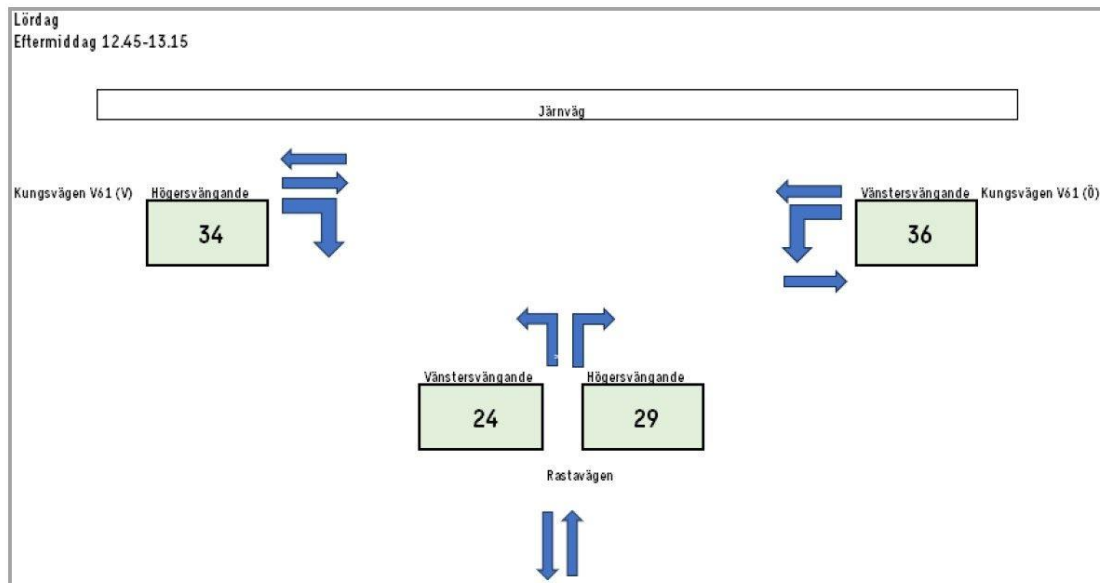 Lördag
Eftermiddag 12.45-13.15
Järnväg
Kungsvägen V61 (V)
Högersvängande
34
Vänstersvängande
Kungsvägen V61 (Ö)
36
Vänstersvängande
Högersvängande
24
29
Rastavägen